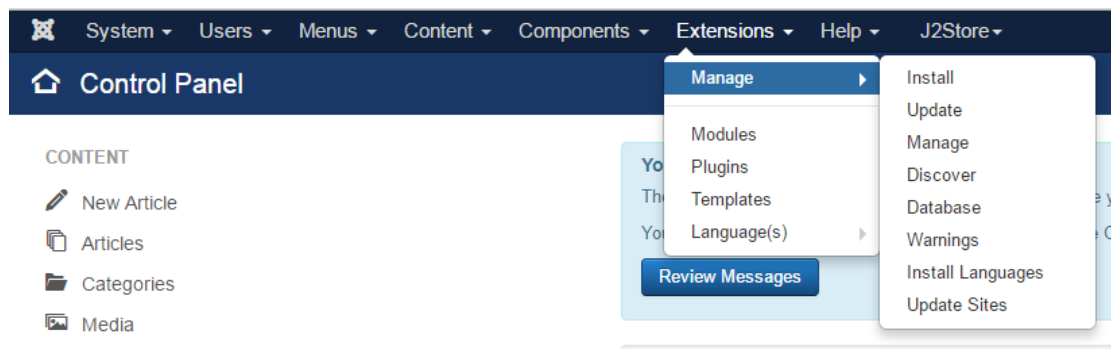 System Users Menus Content Components Extensions Help J2Store
Control Panel
Manage
Modules
Plugins
Templates
Language(s)
Install
Update
Manage
Discover
Database
Warnings
Install Languages
Update Sites
CONTENT
New Article
Articles
Categories
Media
Review Messages